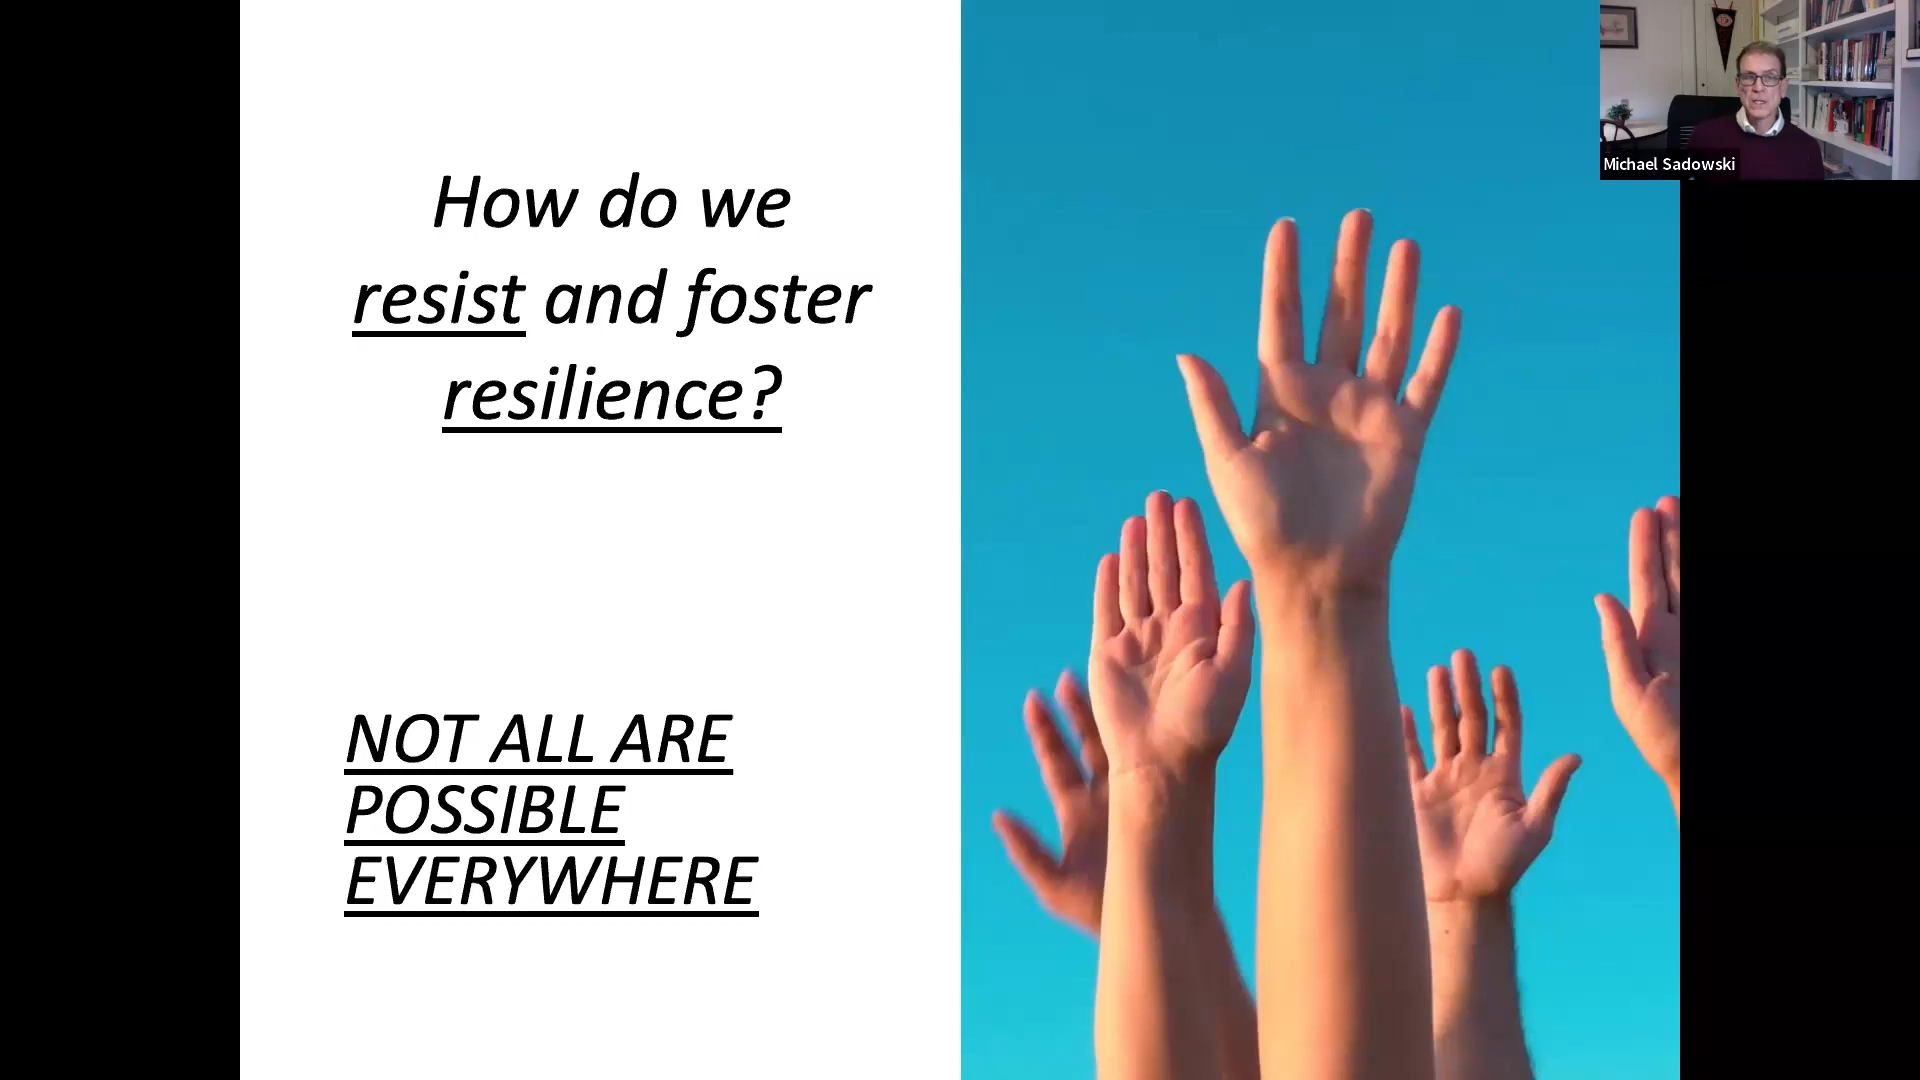 How do we
resist and foster
resilience?
NOT ALL ARE
POSSIBLE
EVERYWHERE
Michael Sadowski